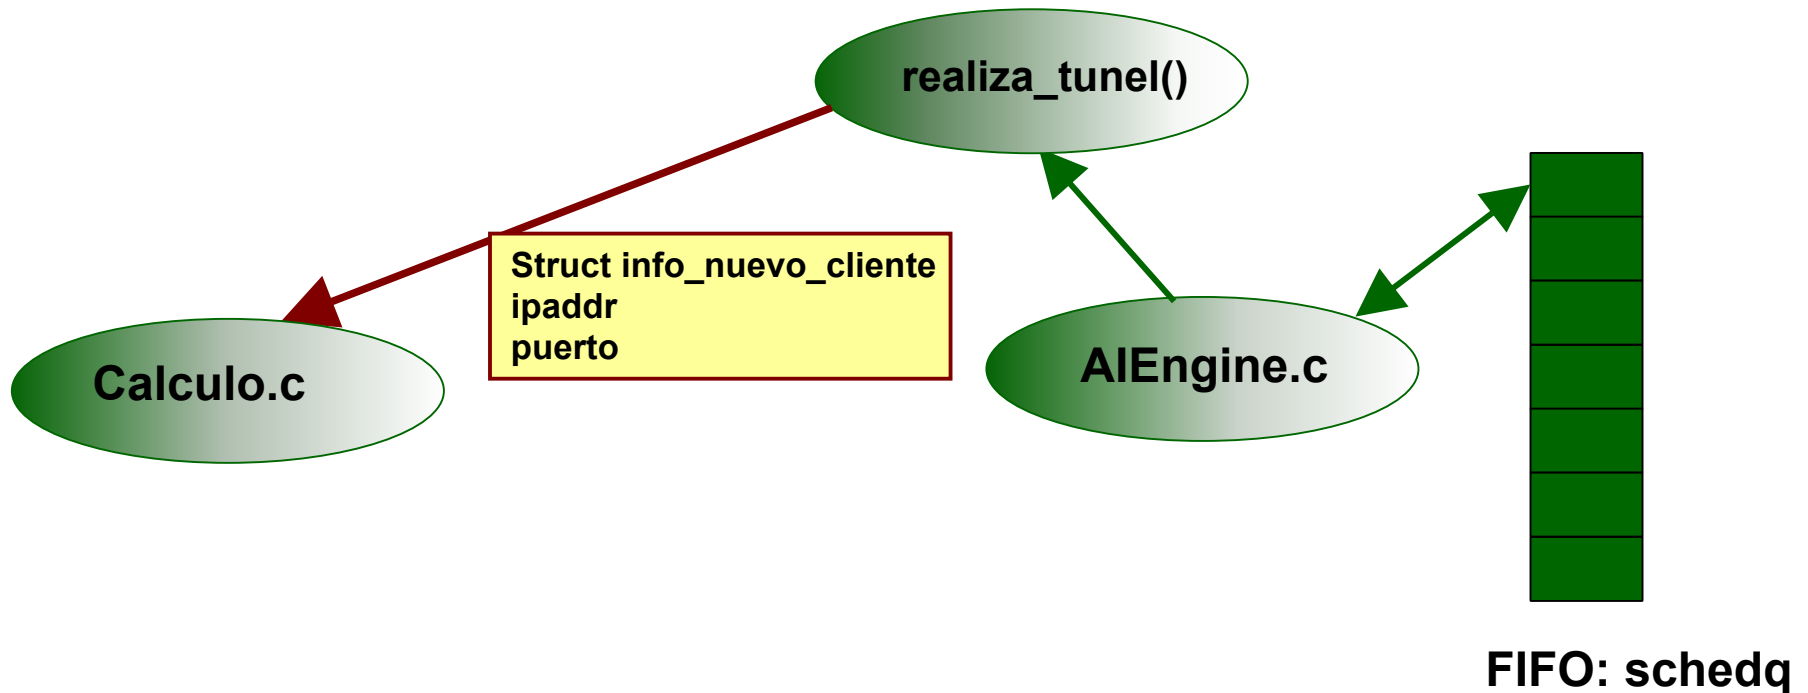 realiza_tunel()
Struct info_nuevo_cliente
ipaddr
puerto
Calculo.c
AIEngine.c
FIFO: schedq